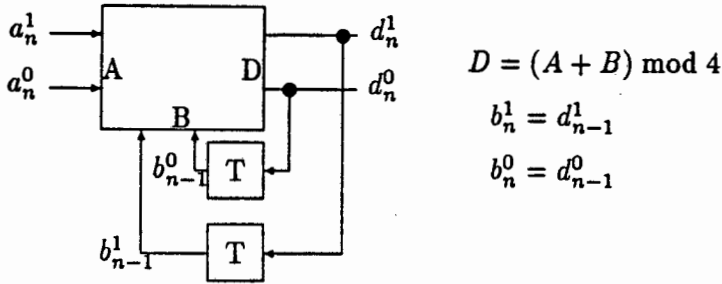 a_n^1
a_n^0
A
B
D
d_n^1
d_n^0
b_{n-1}^0
T
b_{n-1}^1
T
D = (A + B) mod 4
b_n^1 = d_{n-1}^1
b_n^0 = d_{n-1}^0